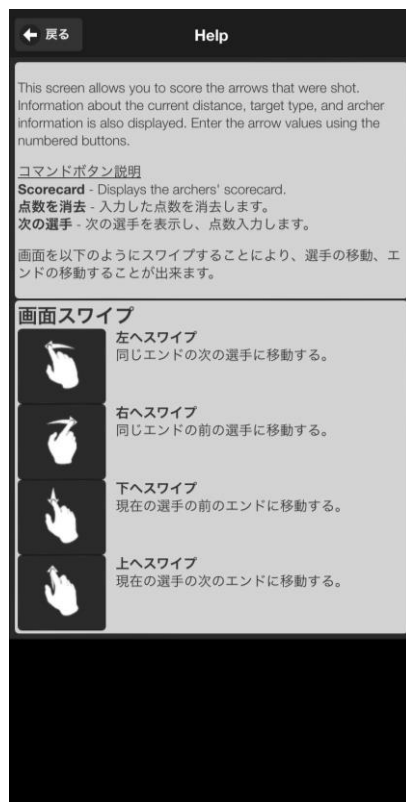 戻る
Help
This screen allows you to score the arrows that were shot.
Information about the current distance, target type, and archer
information is also displayed. Enter the arrow values using the
numbered buttons.
コマンドボタン説明
Scorecard - Displays the archers' scorecard.
点数を消去 - 入力した点数を消去します。
次の選手 - 次の選手を表示し、点数入力します。
画面を以下のようにスワイプすることにより、選手の移動、エ
ンドの移動することが出来ます。
画面スワイプ
左へスワイプ
同じエンドの次の選手に移動する。
右へスワイプ
同じエンドの前の選手に移動する。
下へスワイプ
現在の選手の前のエンドに移動する。
上へスワイプ
現在の選手の次のエンドに移動する。